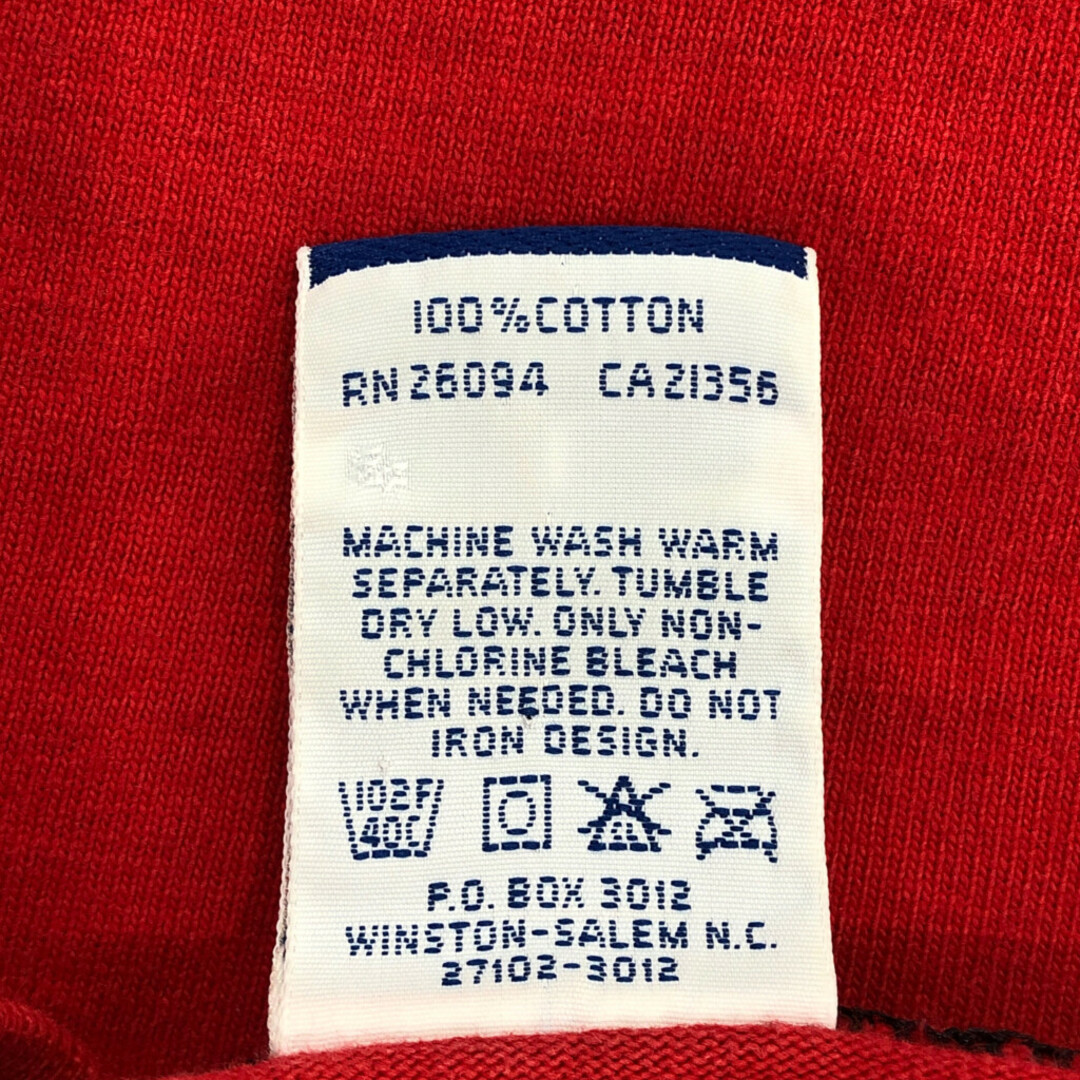 100% COTTON
RN 26094 CA 21356
MACHINE WASH WARM
SEPARATELY. TUMBLE
DRY LOW. ONLY NON-
CHLORINE BLEACH
WHEN NEEDED. DO NOT
IRON DESIGN.
102F
40C
CL
P.O. BOX 3012
WINSTON-SALEM N.C.
27102-3012